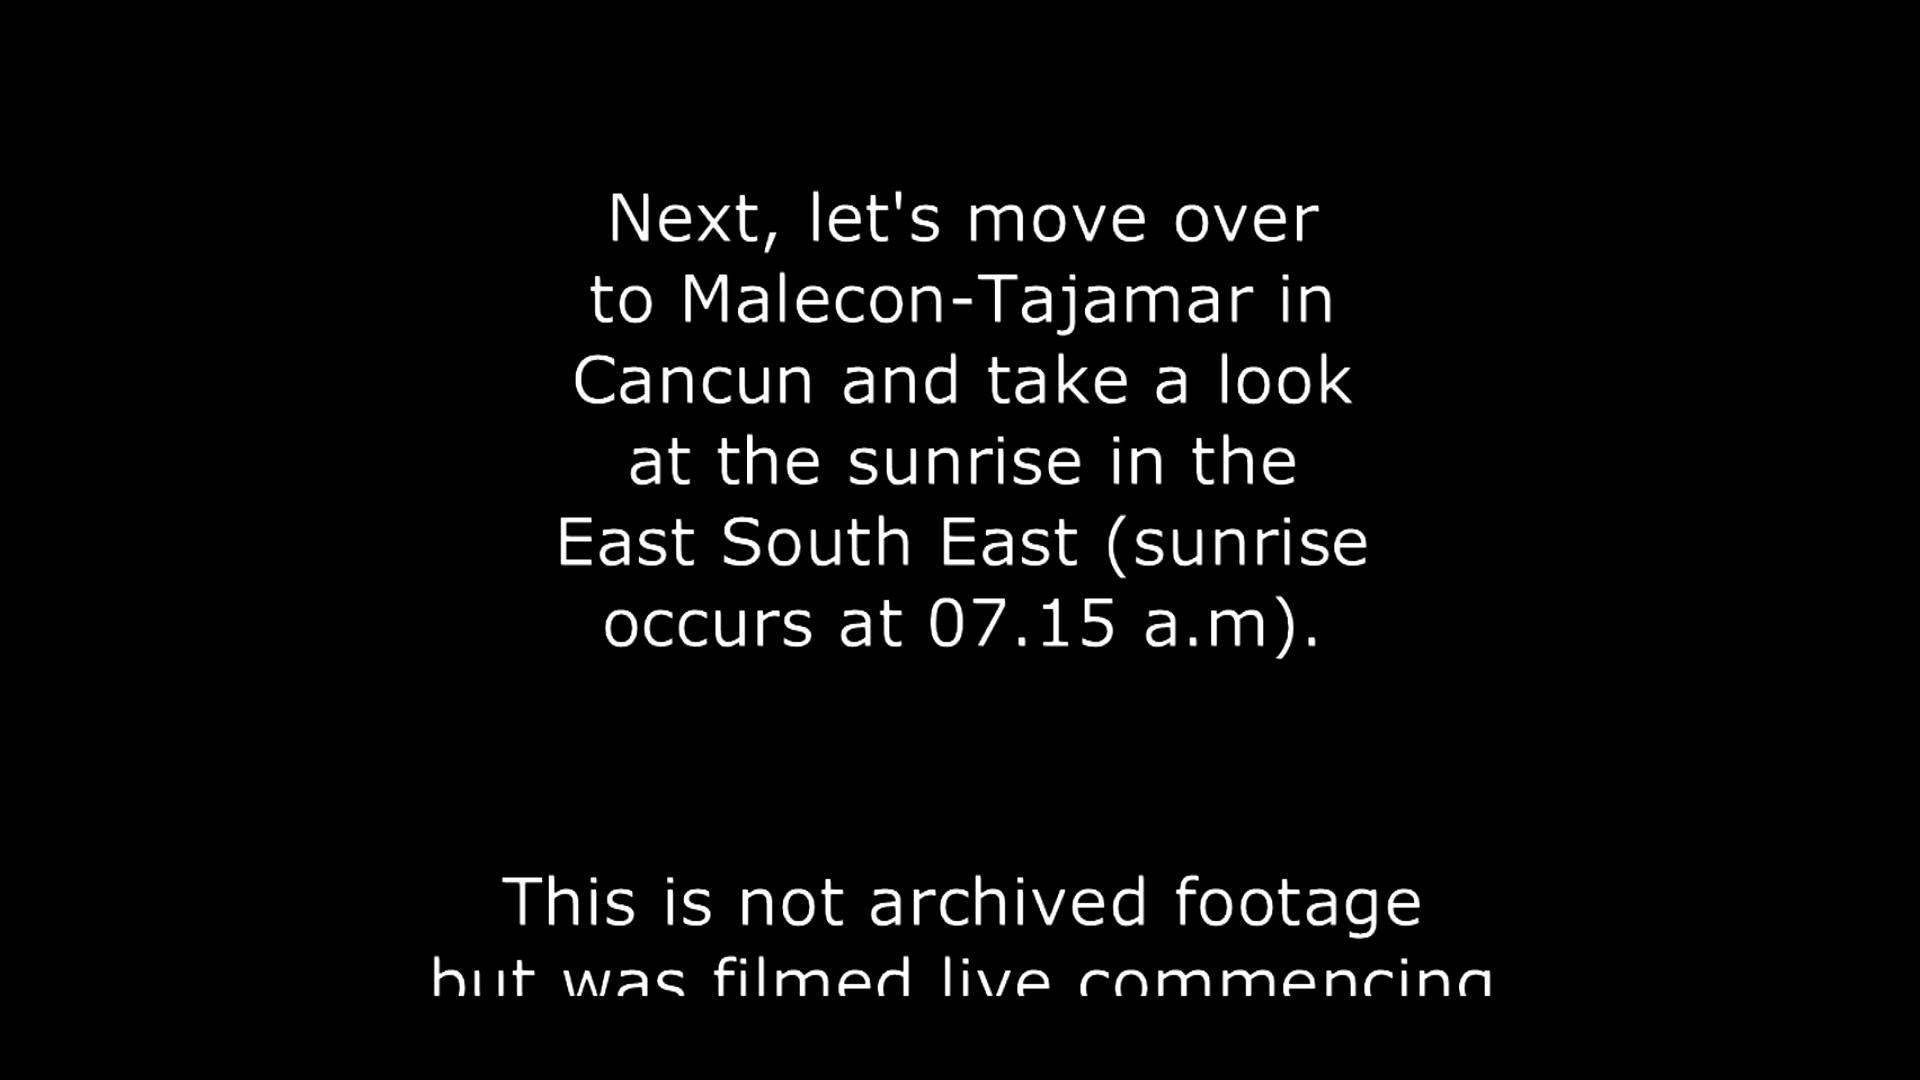 Next, let's move over
to Malecon-Tajamar in
Cancun and take a look
at the sunrise in the
East South East (sunrise
occurs at 07.15 a.m).
This is not archived footage
but was filmed live commencing